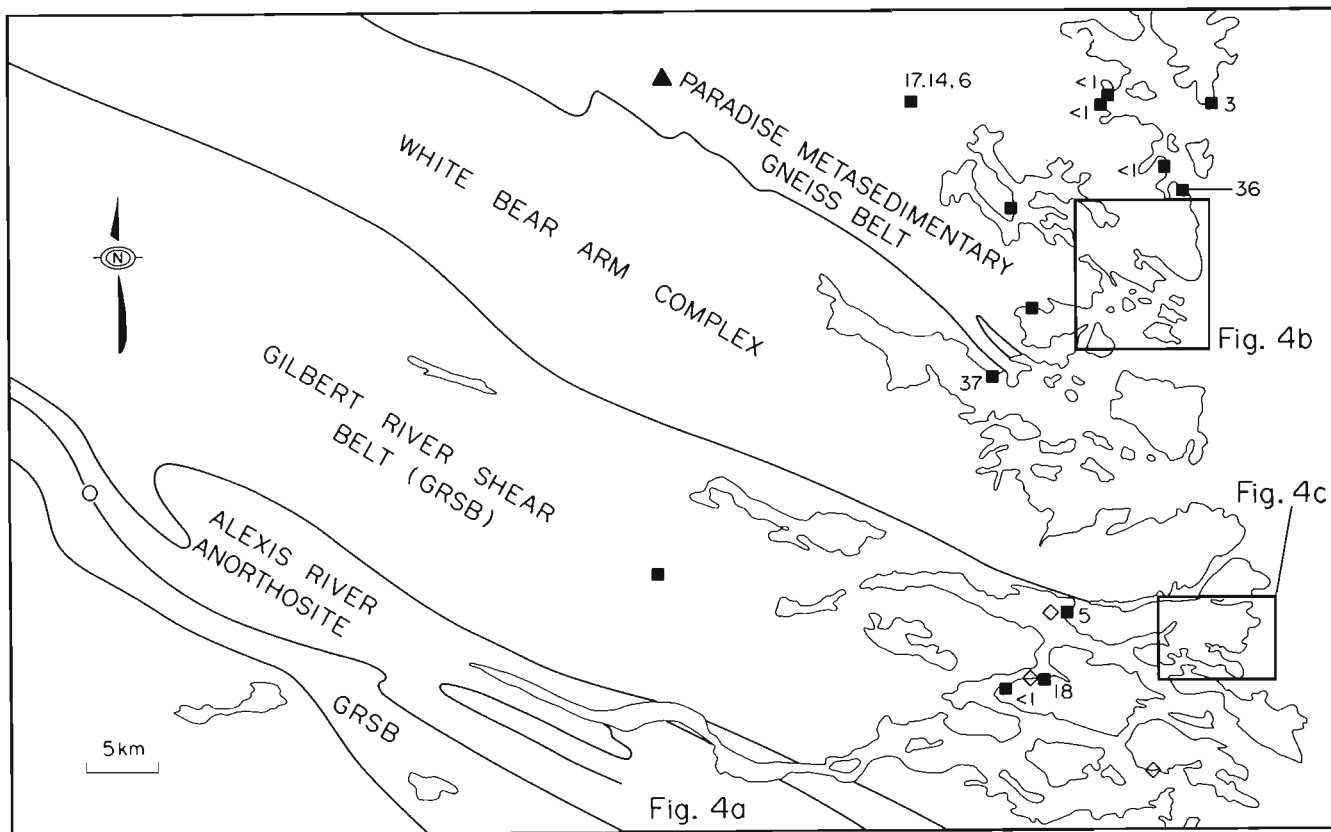 17,14,6
<1
<1
3
PARADISE METASEDIMENTARY
GNEISS BELT
<1
36
WHITE BEAR ARM COMPLEX
N
Fig. 4b
GILBERT RIVER SHEAR
BELT (GRSB)
37
Fig. 4c
ALEXIS RIVER
ANORTHOSITE
5
18
<1
GRSB
5km
Fig. 4a